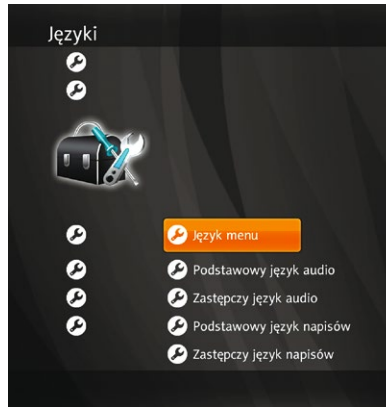 Języki
Język menu
Podstawowy język audio
Zastępczy język audio
Podstawowy język napisów
Zastępczy język napisów